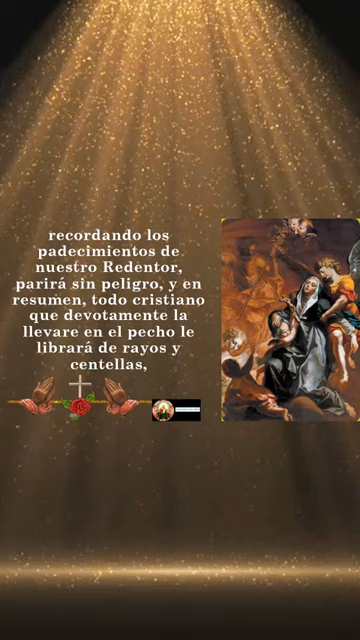 recordando los
padecimientos de
nuestro Redentor,
parirá sin peligro, y en
resumen, todo cristiano
que devotamente la
llevare en el pecho le
librará de rayos y
centellas,